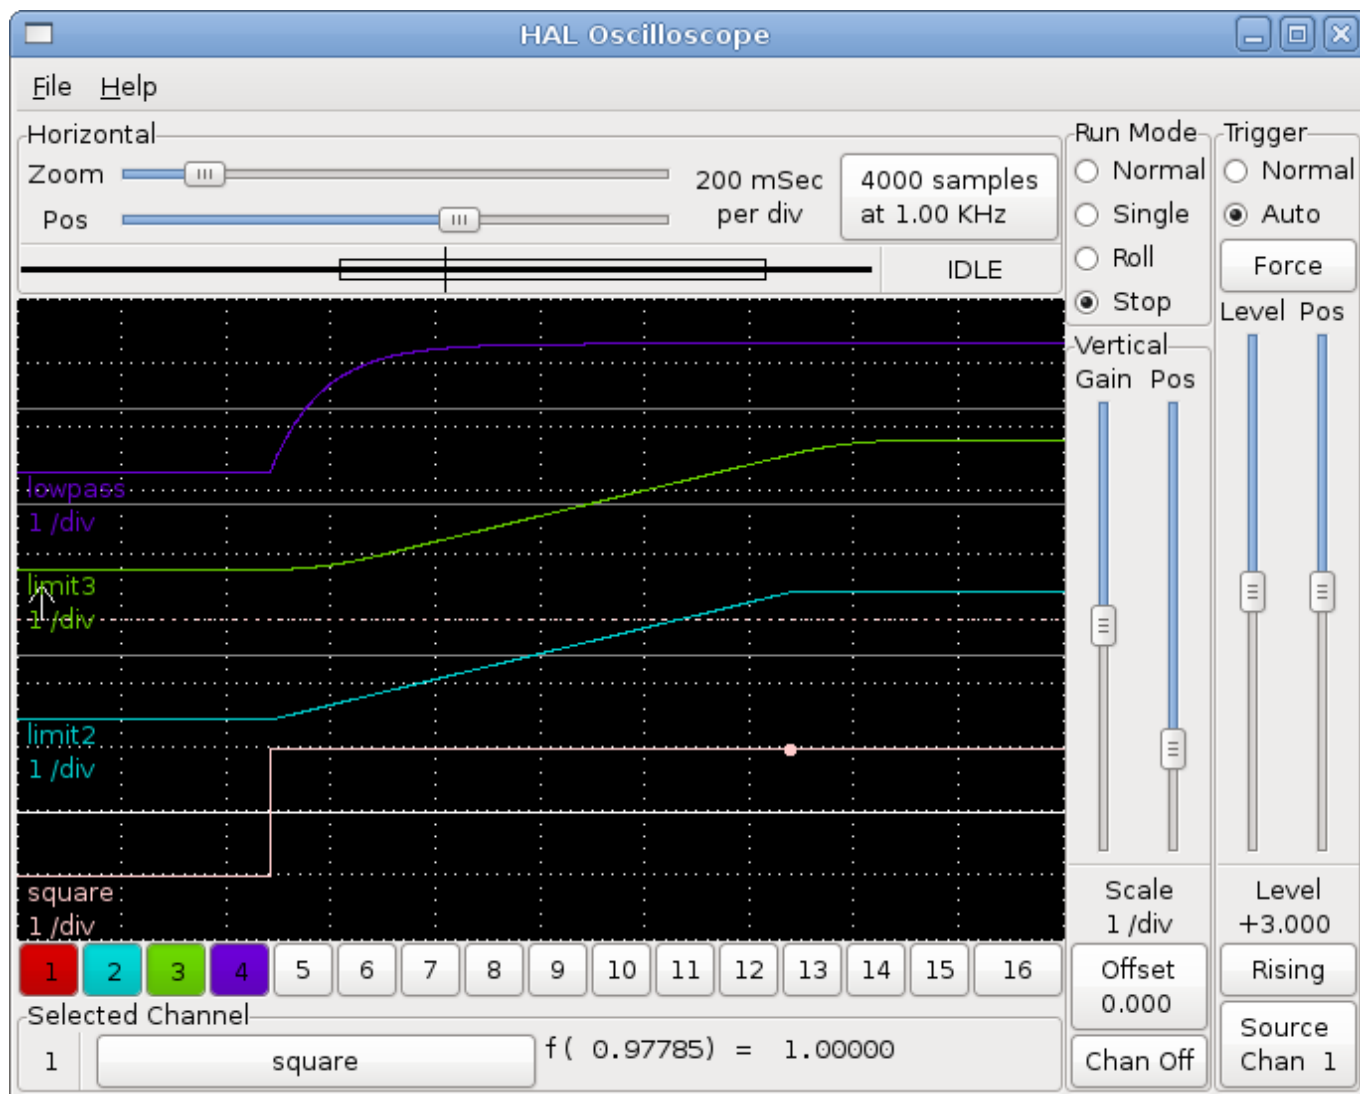 HAL Oscilloscope
File Help
Horizontal
Zoom
Pos
200 mSec
per div
4000 samples
at 1.00 KHz
IDLE
Run Mode
Normal
Single
Roll
Stop
Trigger
Normal
Auto
Force
Level Pos
Vertical
Gain Pos
lowpass
1 /div
limit3
1 /div
limit2
1 /div
square
1 /div
Scale
1 /div
Offset
0.000
Chan Off
Level
+3.000
Rising
Source
Chan 1
1 2 3 4 5 6 7 8 9 10 11 12 13 14 15 16
Selected Channel
1 square f( 0.97785) = 1.00000